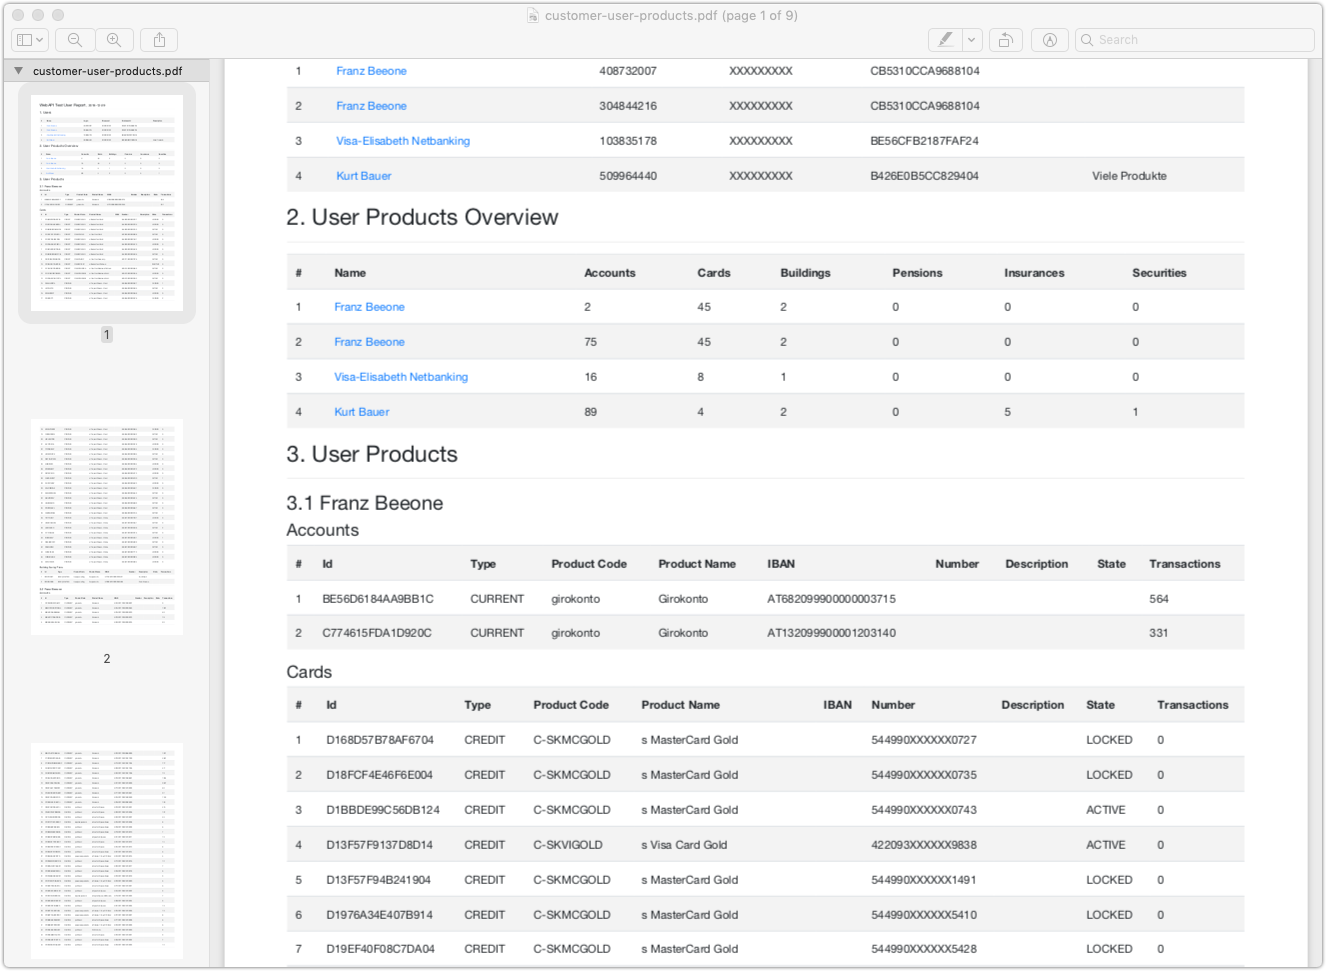 customer-user-products.pdf (page 1 of 9)
Search
customer-user-products.pdf
1
2
1 Franz Beeone 408732007 XXXXXXXXX CB5310CCA9688104
2 Franz Beeone 304844216 XXXXXXXXX CB5310CCA9688104
3 Visa-Elisabeth Netbanking 103835178 XXXXXXXXX BE56CFB2187FAF24
4 Kurt Bauer 509964440 XXXXXXXXX B426E0B5CC829404 Viele Produkte
2. User Products Overview
# Name Accounts Cards Buildings Pensions Insurances Securities
1 Franz Beeone 2 45 2 0 0 0
2 Franz Beeone 75 45 2 0 0 0
3 Visa-Elisabeth Netbanking 16 8 1 0 0 0
4 Kurt Bauer 89 4 2 0 5 1
3. User Products
3.1 Franz Beeone
Accounts
# Id Type Product Code Product Name IBAN Number Description State Transactions
1 BE56D6184AA9BB1C CURRENT girokonto Girokonto AT682099900000003715 564
2 C774615FDA1D920C CURRENT girokonto Girokonto AT132099900001203140 331
Cards
# Id Type Product Code Product Name IBAN Number Description State Transactions
1 D168D57B78AF6704 CREDIT C-SKMCGOLD s MasterCard Gold 544990XXXXXX0727 LOCKED 0
2 D18FCF4E46F6E004 CREDIT C-SKMCGOLD s MasterCard Gold 544990XXXXXX0735 LOCKED 0
3 D1BBDE99C56DB124 CREDIT C-SKMCGOLD s MasterCard Gold 544990XXXXXX0743 ACTIVE 0
4 D13F57F9137D8D14 CREDIT C-SKVIGOLD s Visa Card Gold 422093XXXXXX9838 ACTIVE 0
5 D13F57F94B241904 CREDIT C-SKMCGOLD s MasterCard Gold 544990XXXXXX1491 LOCKED 0
6 D1976A34E407B914 CREDIT C-SKMCGOLD s MasterCard Gold 544990XXXXXX5410 LOCKED 0
7 D19EF40F08C7DA04 CREDIT C-SKMCGOLD s MasterCard Gold 544990XXXXXX5428 LOCKED 0